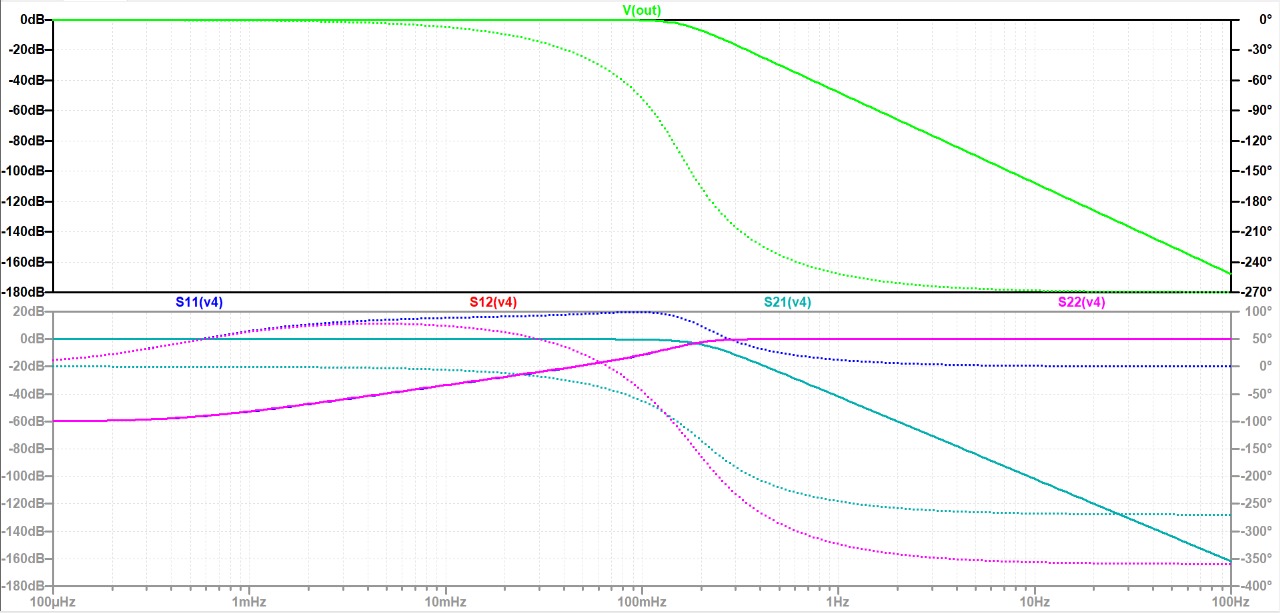 V(out)
0dB 0°
-20dB -30°
-40dB -60°
-60dB -90°
-80dB -120°
-100dB -150°
-120dB -180°
-140dB -210°
-160dB -240°
-180dB -270°
S11(v4) S12(v4) S21(v4) S22(v4)
20dB 100°
0dB 50°
-20dB 0°
-40dB -50°
-60dB -100°
-80dB -150°
-100dB -200°
-120dB -250°
-140dB -300°
-160dB -350°
-180dB -400°
100µHz 1mHz 10mHz 100mHz 1Hz 10Hz 100Hz